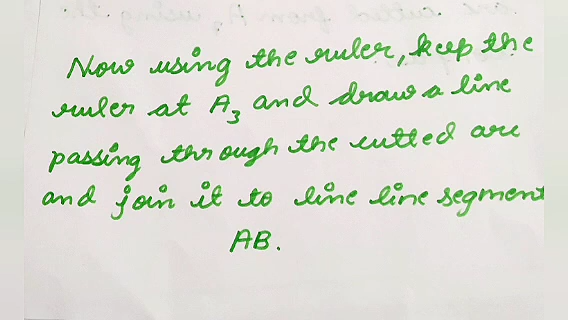 Now using the ruler, keep the
ruler at A₃ and draw a line
passing through the cutted arc
and join it to line line segment
AB.